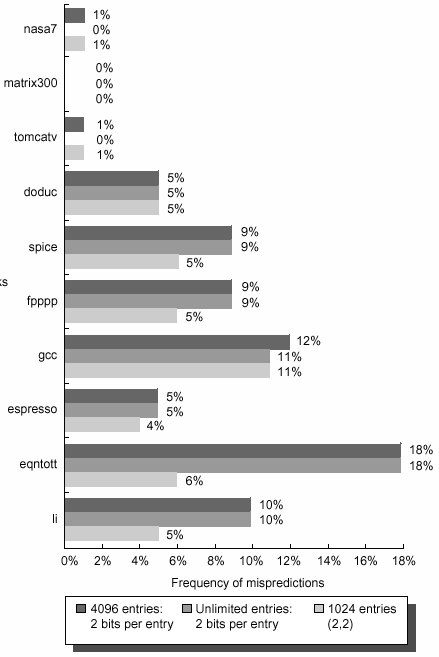 nasa7
1%
0%
1%
matrix300
0%
0%
0%
tomcatv
1%
0%
1%
doduc
5%
5%
5%
spice
9%
9%
5%
fpppp
9%
9%
5%
gcc
12%
11%
11%
espresso
5%
5%
4%
eqntott
18%
18%
6%
li
10%
10%
5%
0% 2% 4% 6% 8% 10% 12% 14% 16% 18%
Frequency of mispredictions
4096 entries: Unlimited entries: 1024 entries
2 bits per entry 2 bits per entry (2,2)